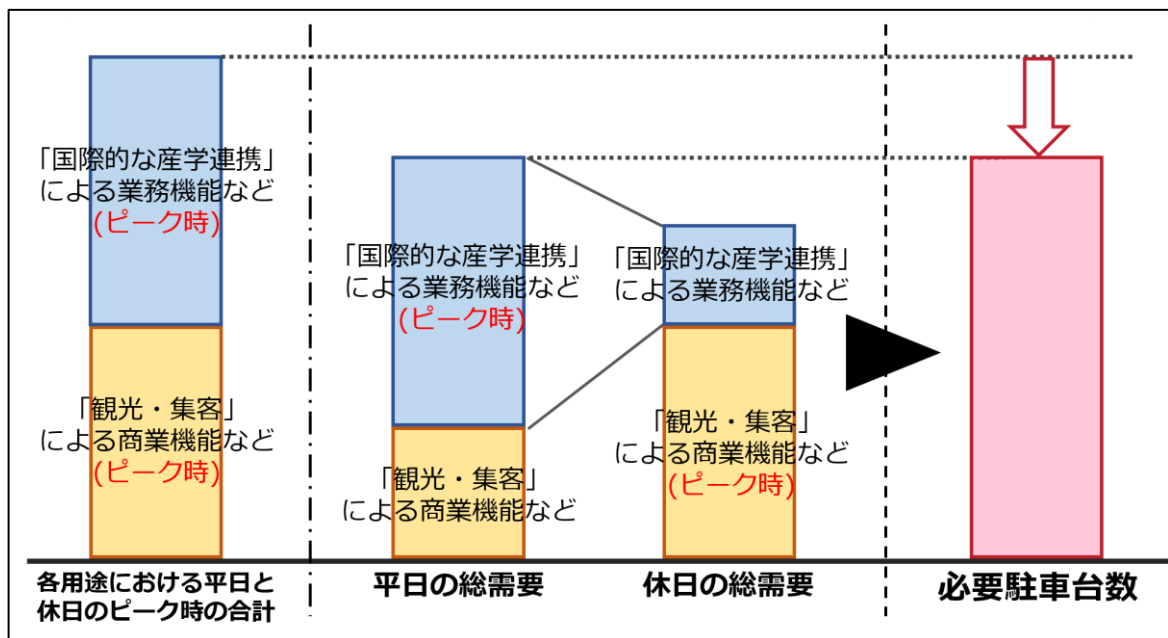 「国際的な産学連携」
による業務機能など
(ピーク時)
「観光・集客」
による商業機能など
(ピーク時)
各用途における平日と
休日のピーク時の合計
「国際的な産学連携」
による業務機能など
(ピーク時)
「観光・集客」
による商業機能など
平日の総需要
「国際的な産学連携」
による業務機能など
「観光・集客」
による商業機能など
(ピーク時)
休日の総需要
必要駐車台数